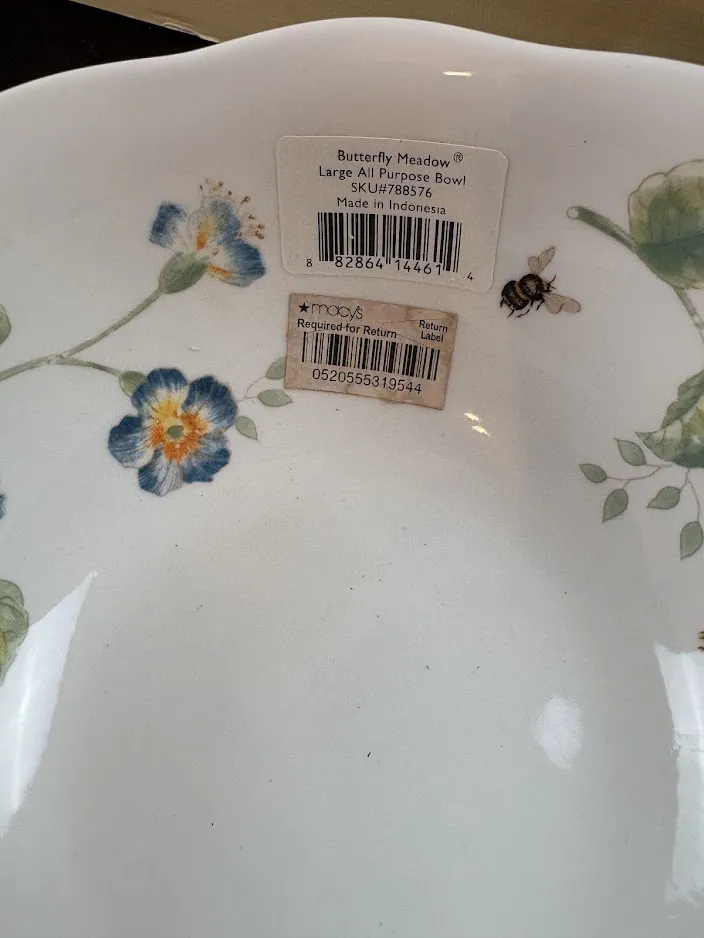 Butterfly Meadow®
Large All Purpose Bowl
SKU#788576
Made in Indonesia
8 82864 14461 4
★macy's
Required for Return
Return
Label
0520555319544